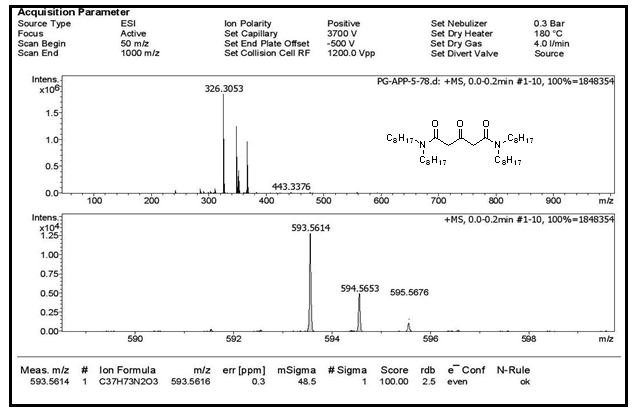 Acquisition Parameter
Source Type ESI Ion Polarity Positive Set Nebulizer 0.3 Bar
Focus Active Set Capillary 3700 V Set Dry Heater 180 °C
Scan Begin 50 m/z Set End Plate Offset -500 V Set Dry Gas 4.0 l/min
Scan End 1000 m/z Set Collision Cell RF 1200.0 Vpp Set Divert Valve Source
Intens. PG-APP-5-78.d: +MS, 0.0-0.2min #1-10, 100%=1848354
x10⁶
326.3053
1.5
O O O
C₈H₁₇ N N C₈H₁₇
C₈H₁₇ C₈H₁₇
1.0
0.5
443.3376
0.0
100 200 300 400 500 600 700 800 900 m/z
Intens. +MS, 0.0-0.2min #1-10, 100%=1848354
x10⁴
593.5614
1.25
1.00
0.75
594.5653 595.5676
0.50
0.25
0.00
590 592 594 596 598 m/z
Meas. m/z # Ion Formula m/z err [ppm] mSigma # Sigma Score rdb e⁻ Conf N-Rule
593.5614 1 C37H73N2O3 593.5616 0.3 48.5 1 100.00 2.5 even ok